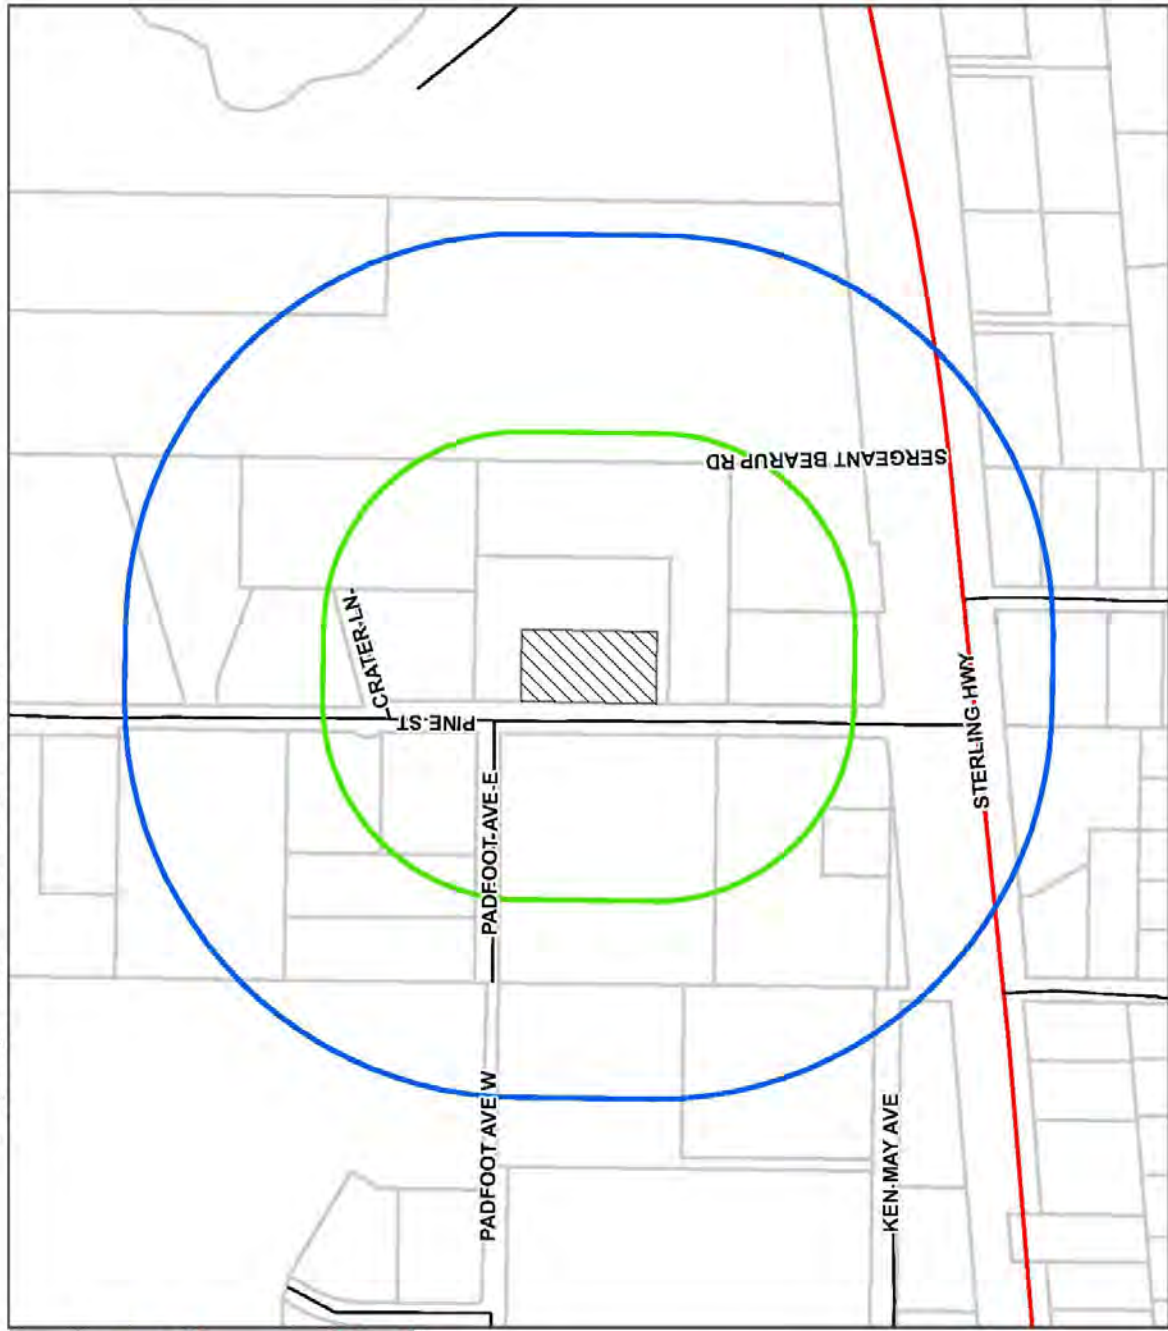 SERGEANT BEARUP RD
CRATER-LN-
PINE-ST
STERLING-HWY
PADFOOT-AVE-E
PADFOOT AVE W
KEN-MAY AVE